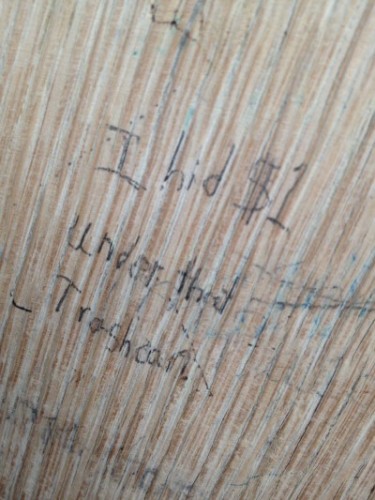 I hid $1
under that
Trashcan